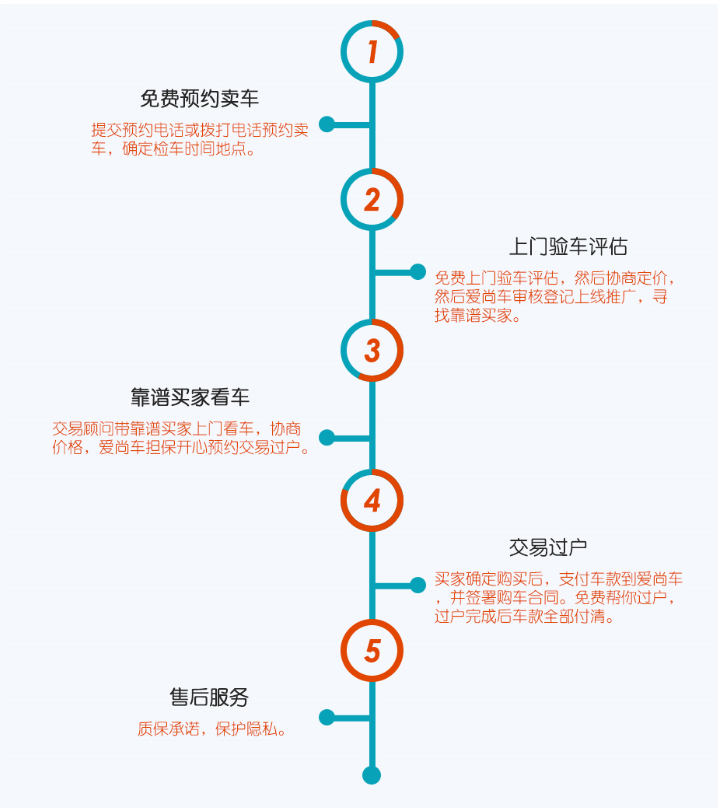 1
免费预约卖车
提交预约电话或拨打电话预约卖
车，确定检车时间地点。
2
上门验车评估
免费上门验车评估，然后协商定价，
然后爱尚车审核登记上线推广，寻
找靠谱买家。
3
靠谱买家看车
交易顾问带靠谱买家上门看车，协商
价格，爱尚车担保开心预约交易过户。
4
交易过户
买家确定购买后，支付车款到爱尚车
，并签署购车合同。免费帮你过户，
过户完成后车款全部付清。
5
售后服务
质保承诺，保护隐私。